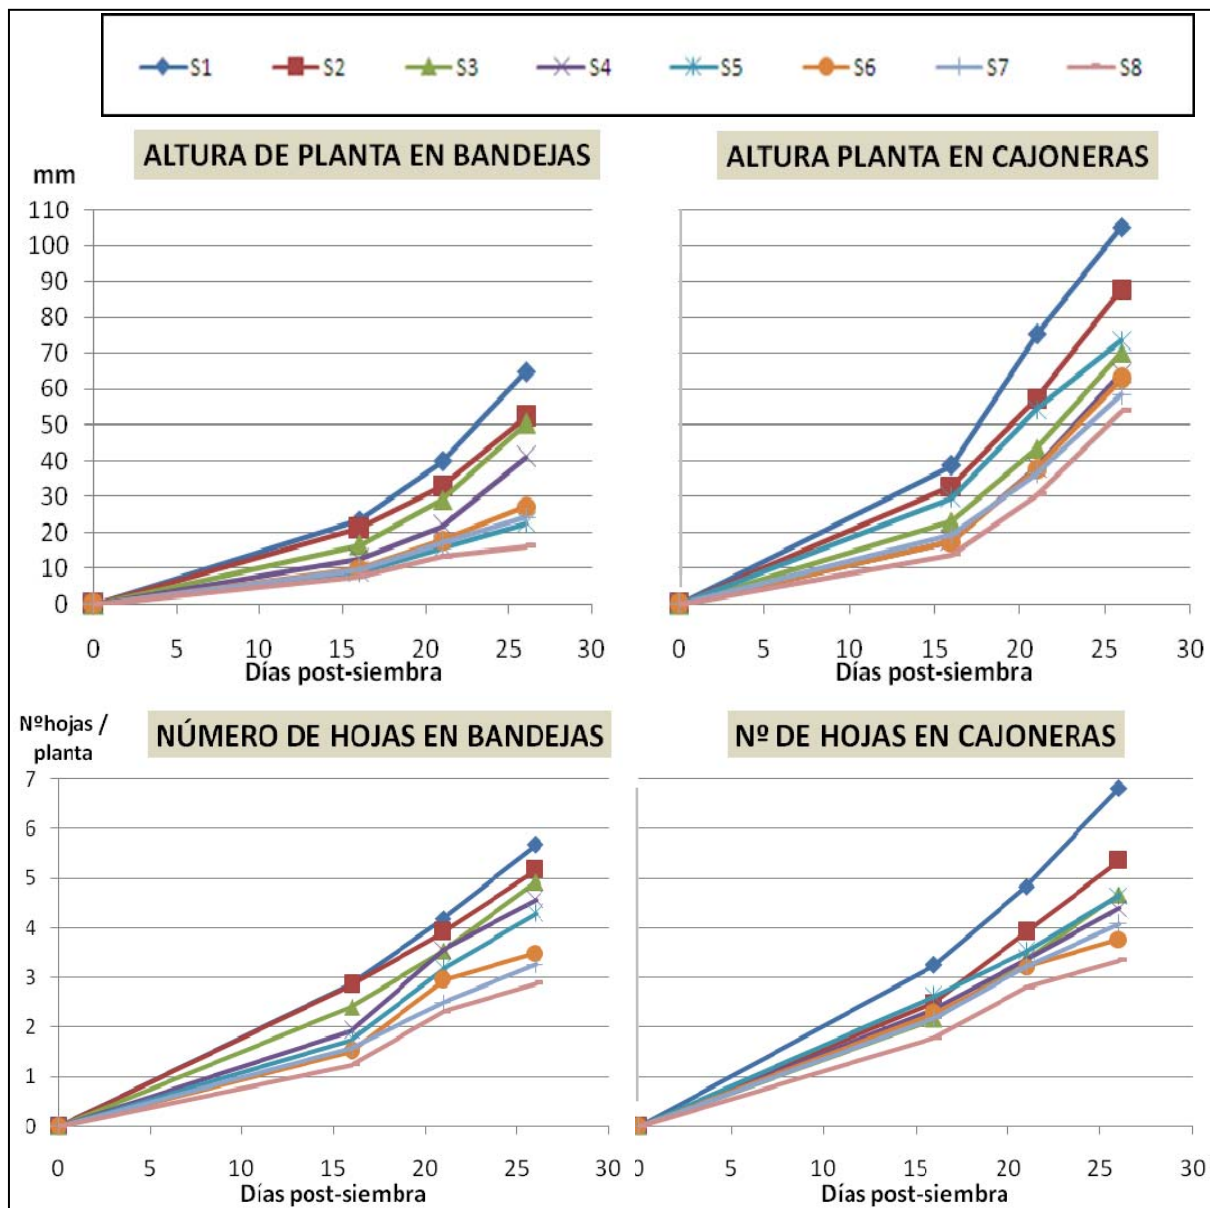 S1 S2 S3 S4 S5 S6 S7 S8
ALTURA DE PLANTA EN BANDEJAS
mm
110
100
90
80
70
60
50
40
30
20
10
0
0 5 10 15 20 25 30
Días post-siembra
ALTURA PLANTA EN CAJONERAS
0 5 10 15 20 25 30
Días post-siembra
Nºhojas /
planta
NÚMERO DE HOJAS EN BANDEJAS
7
6
5
4
3
2
1
0
0 5 10 15 20 25 30
Días post-siembra
Nº DE HOJAS EN CAJONERAS
0 5 10 15 20 25 30
Días post-siembra